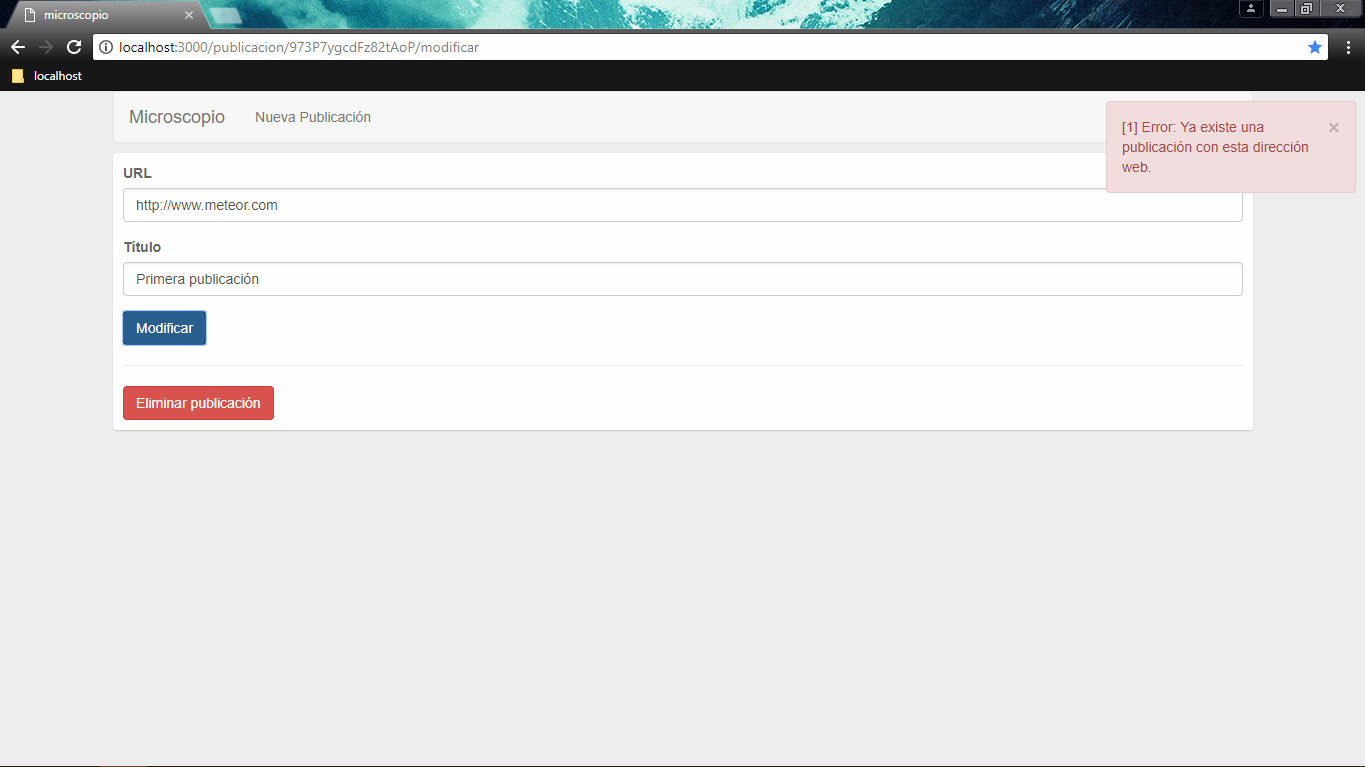 microscopio
localhost:3000/publicacion/973P7ygcdFz82tAoP/modificar
localhost
Microscopio Nueva Publicación
[1] Error: Ya existe una
publicación con esta dirección
web.
URL
http://www.meteor.com
Título
Primera publicación
Modificar
Eliminar publicación